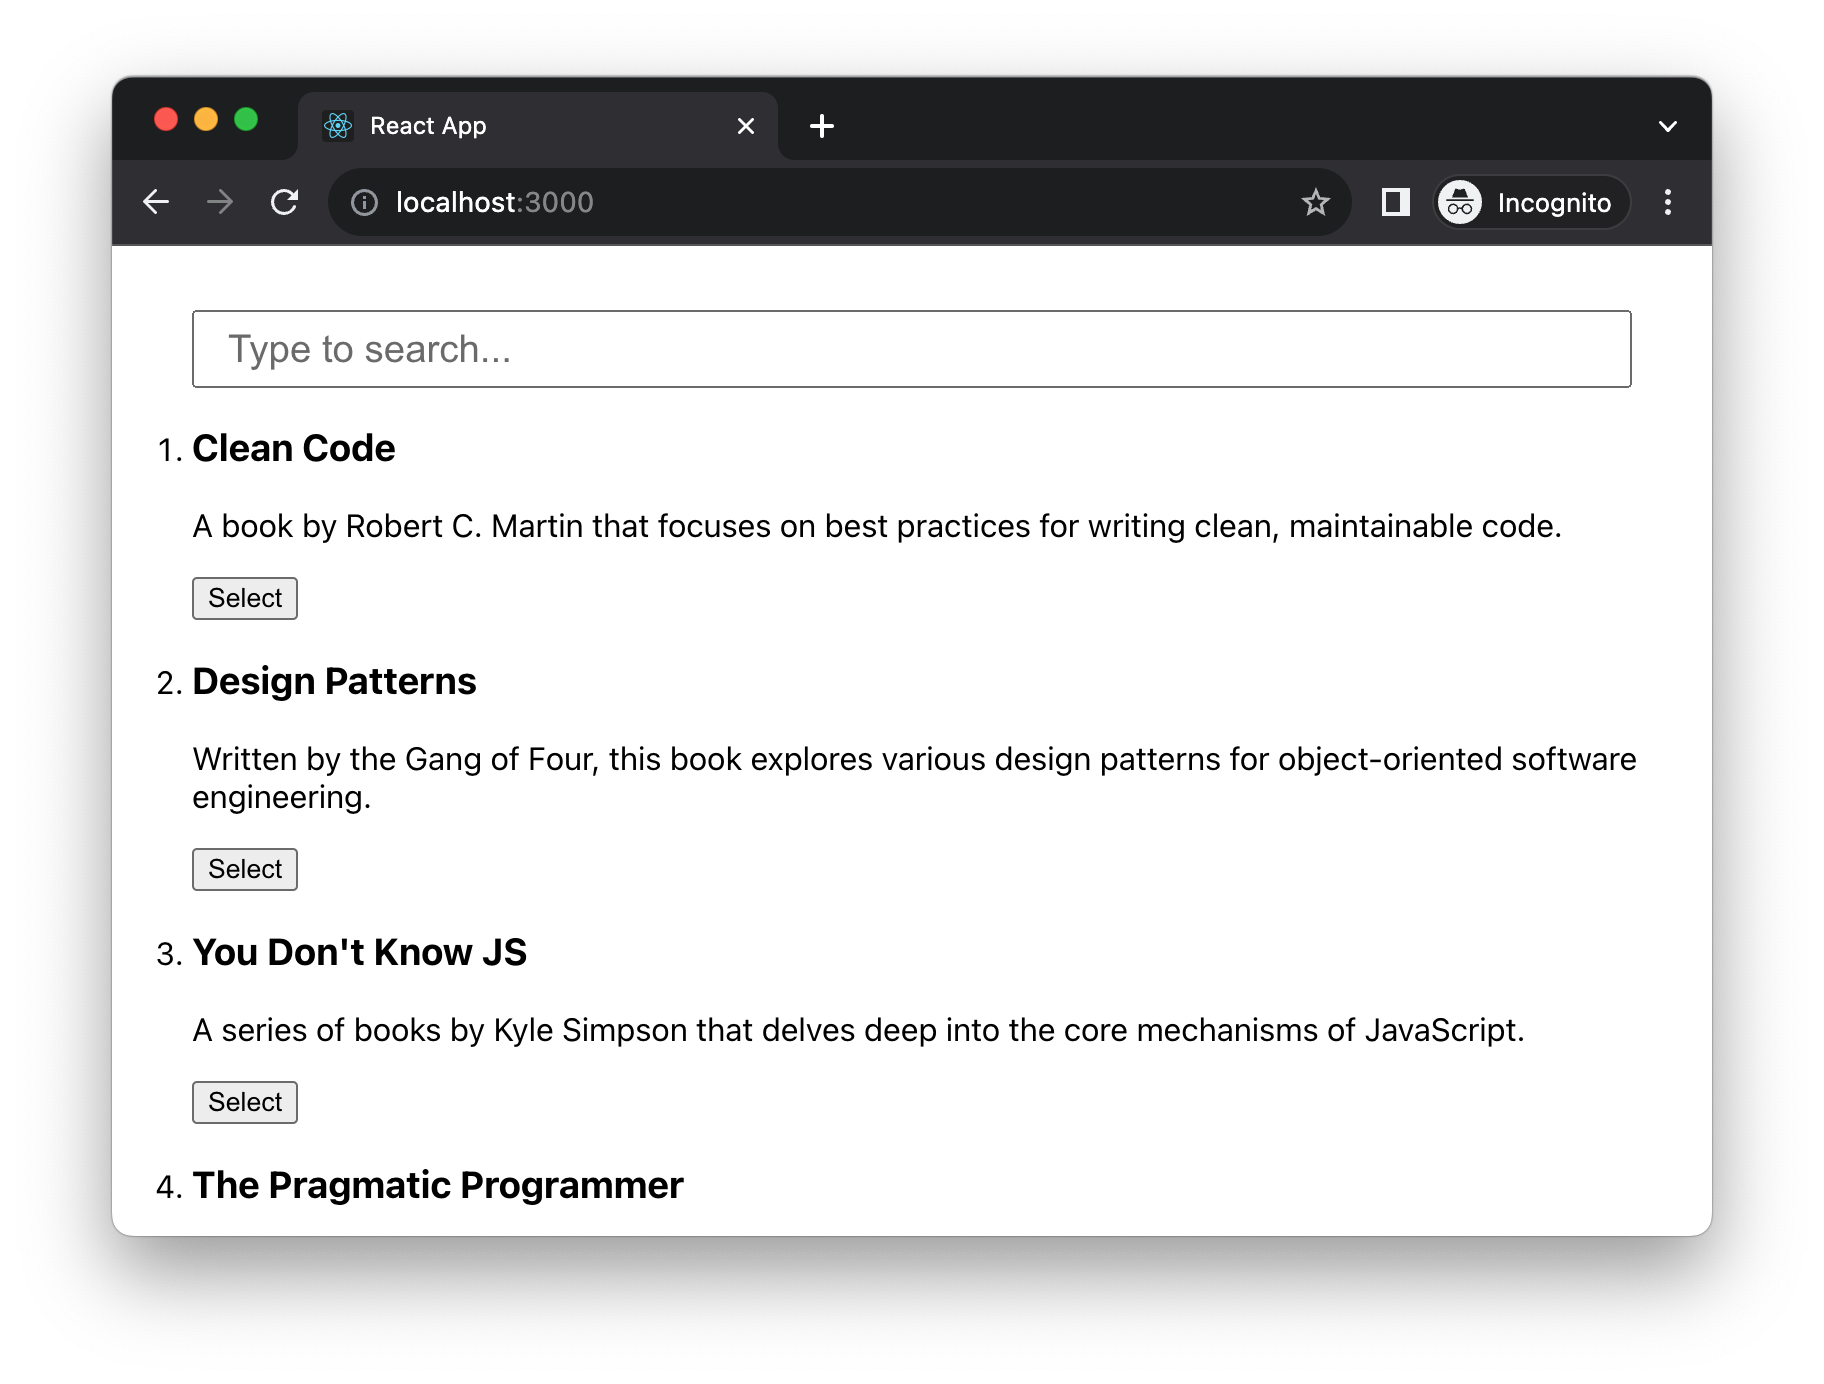 React App
localhost:3000
Incognito
Type to search...
1. Clean Code
A book by Robert C. Martin that focuses on best practices for writing clean, maintainable code.
Select
2. Design Patterns
Written by the Gang of Four, this book explores various design patterns for object-oriented software
engineering.
Select
3. You Don't Know JS
A series of books by Kyle Simpson that delves deep into the core mechanisms of JavaScript.
Select
4. The Pragmatic Programmer